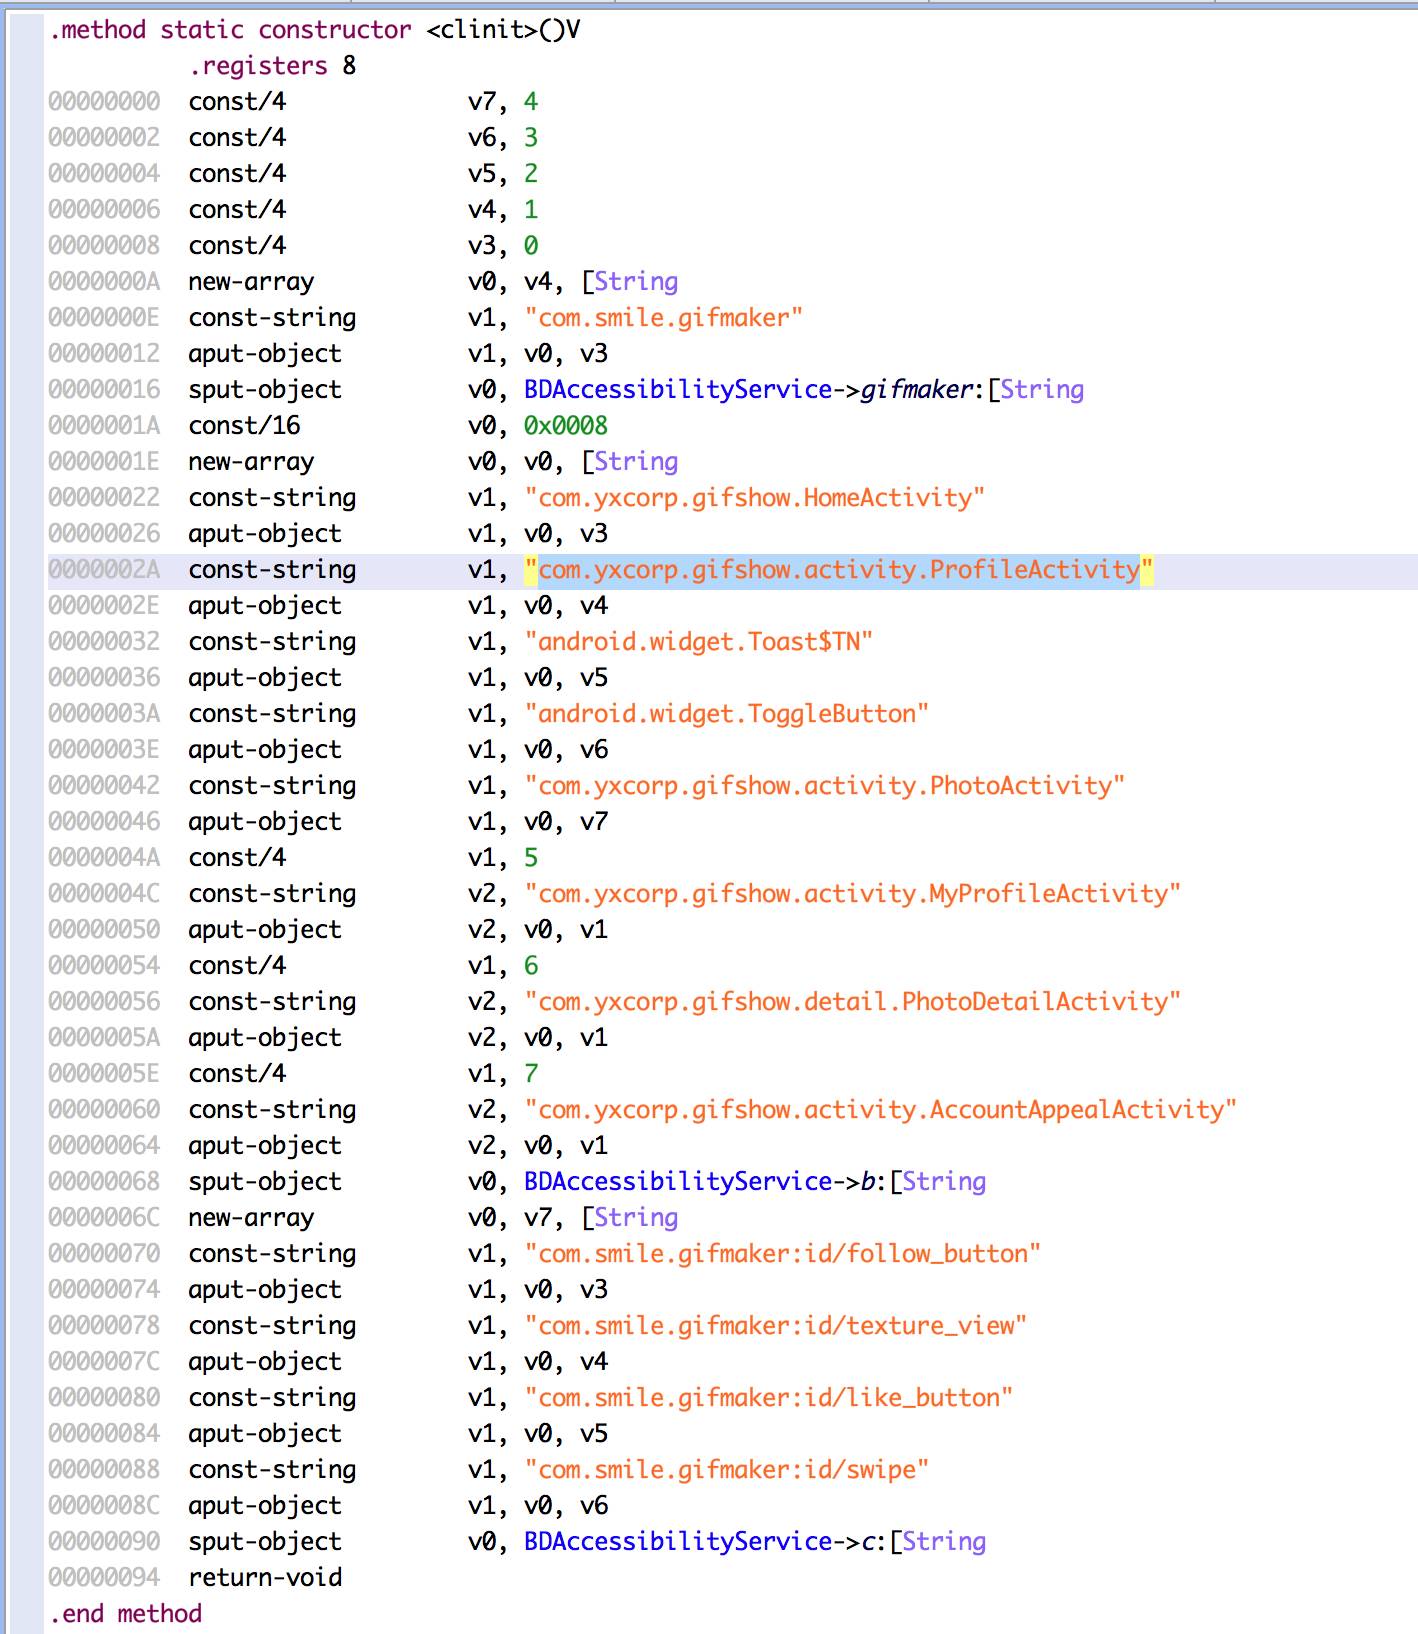 .method static constructor <clinit>()V
.registers 8
00000000 const/4 v7, 4
00000002 const/4 v6, 3
00000004 const/4 v5, 2
00000006 const/4 v4, 1
00000008 const/4 v3, 0
0000000A new-array v0, v4, [String
0000000E const-string v1, "com.smile.gifmaker"
00000012 aput-object v1, v0, v3
00000016 sput-object v0, BDAccessibilityService->gifmaker:[String
0000001A const/16 v0, 0x0008
0000001E new-array v0, v0, [String
00000022 const-string v1, "com.yxcorp.gifshow.HomeActivity"
00000026 aput-object v1, v0, v3
0000002A const-string v1, "com.yxcorp.gifshow.activity.ProfileActivity"
0000002E aput-object v1, v0, v4
00000032 const-string v1, "android.widget.Toast$TN"
00000036 aput-object v1, v0, v5
0000003A const-string v1, "android.widget.ToggleButton"
0000003E aput-object v1, v0, v6
00000042 const-string v1, "com.yxcorp.gifshow.activity.PhotoActivity"
00000046 aput-object v1, v0, v7
0000004A const/4 v1, 5
0000004C const-string v2, "com.yxcorp.gifshow.activity.MyProfileActivity"
00000050 aput-object v2, v0, v1
00000054 const/4 v1, 6
00000056 const-string v2, "com.yxcorp.gifshow.detail.PhotoDetailActivity"
0000005A aput-object v2, v0, v1
0000005E const/4 v1, 7
00000060 const-string v2, "com.yxcorp.gifshow.activity.AccountAppealActivity"
00000064 aput-object v2, v0, v1
00000068 sput-object v0, BDAccessibilityService->b:[String
0000006C new-array v0, v7, [String
00000070 const-string v1, "com.smile.gifmaker:id/follow_button"
00000074 aput-object v1, v0, v3
00000078 const-string v1, "com.smile.gifmaker:id/texture_view"
0000007C aput-object v1, v0, v4
00000080 const-string v1, "com.smile.gifmaker:id/like_button"
00000084 aput-object v1, v0, v5
00000088 const-string v1, "com.smile.gifmaker:id/swipe"
0000008C aput-object v1, v0, v6
00000090 sput-object v0, BDAccessibilityService->c:[String
00000094 return-void
.end method